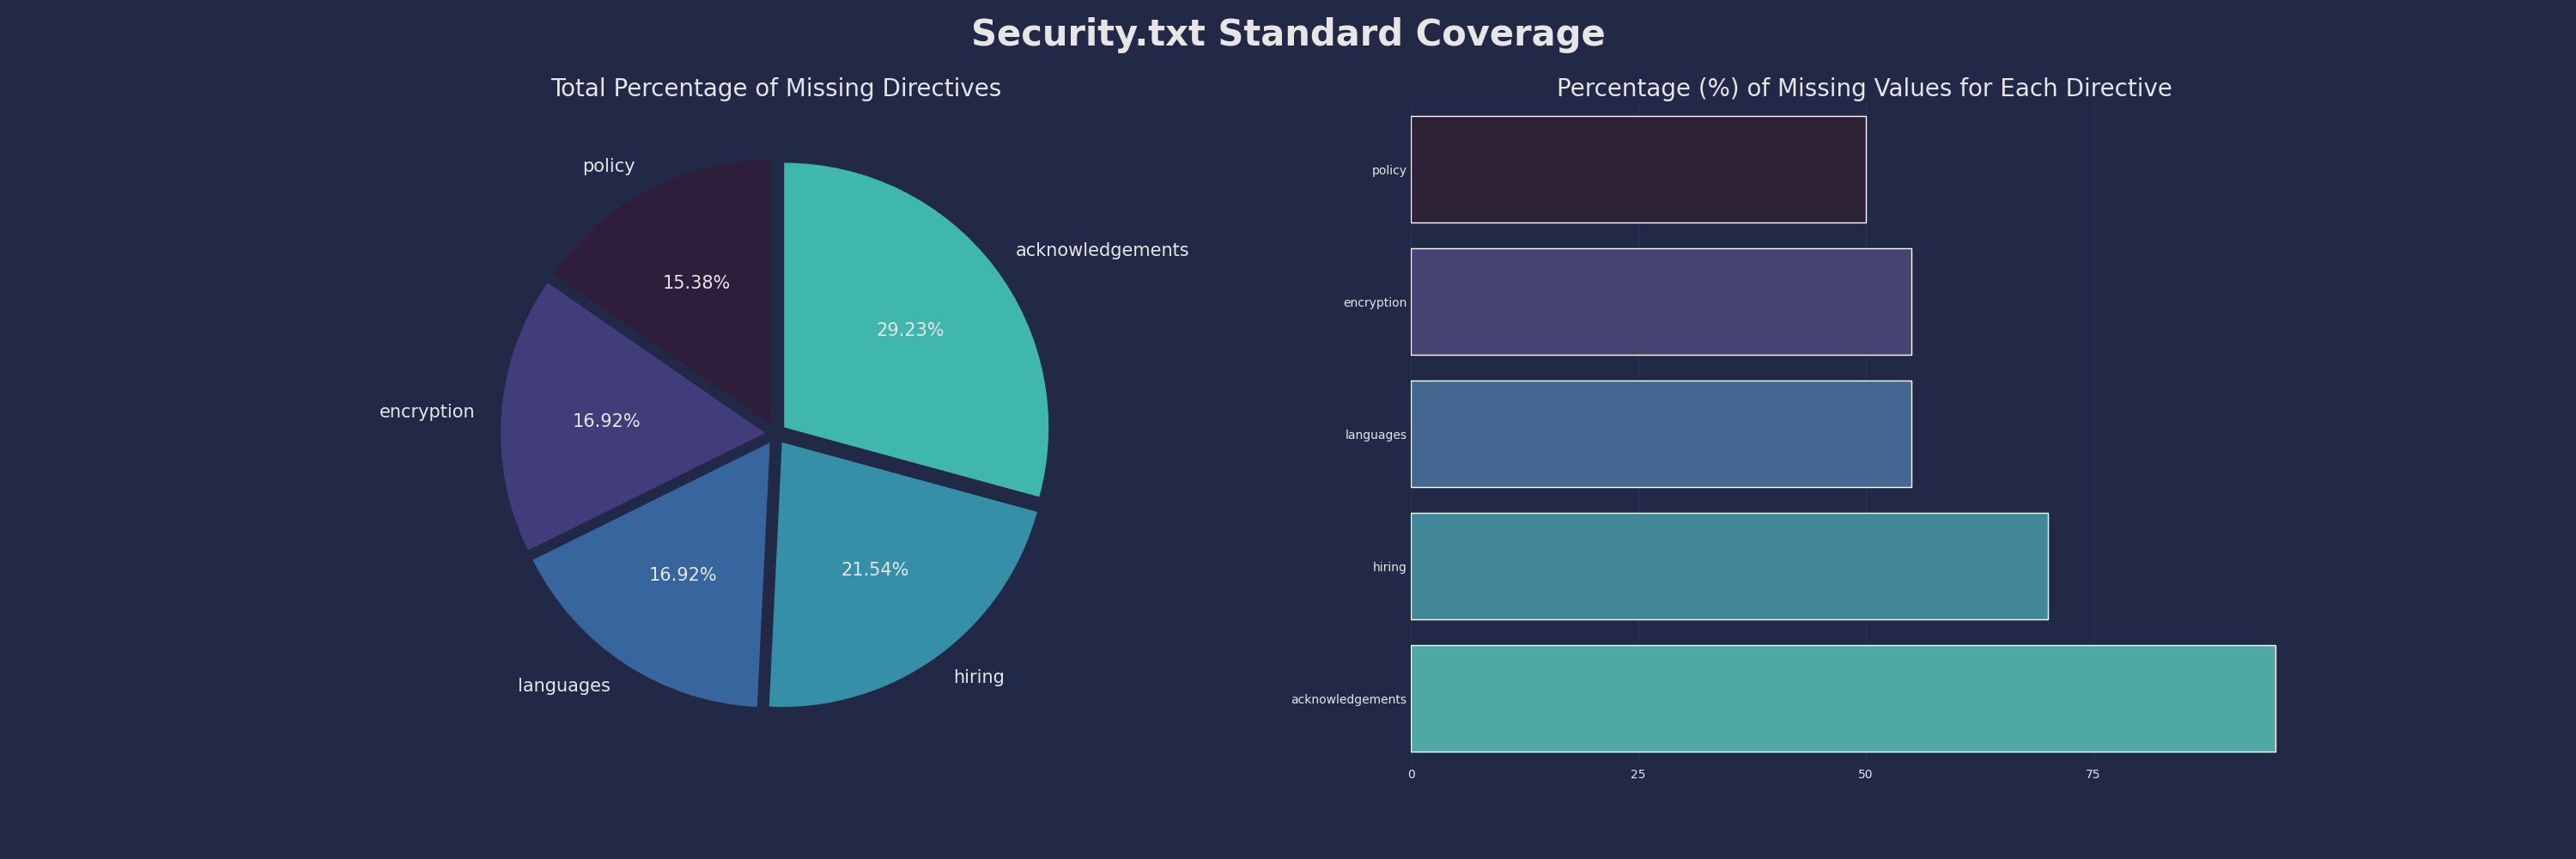 Security.txt Standard Coverage
Total Percentage of Missing Directives
policy
15.38%
acknowledgements
29.23%
encryption
16.92%
languages
16.92%
hiring
21.54%
Percentage (%) of Missing Values for Each Directive
policy
encryption
languages
hiring
acknowledgements
0 25 50 75